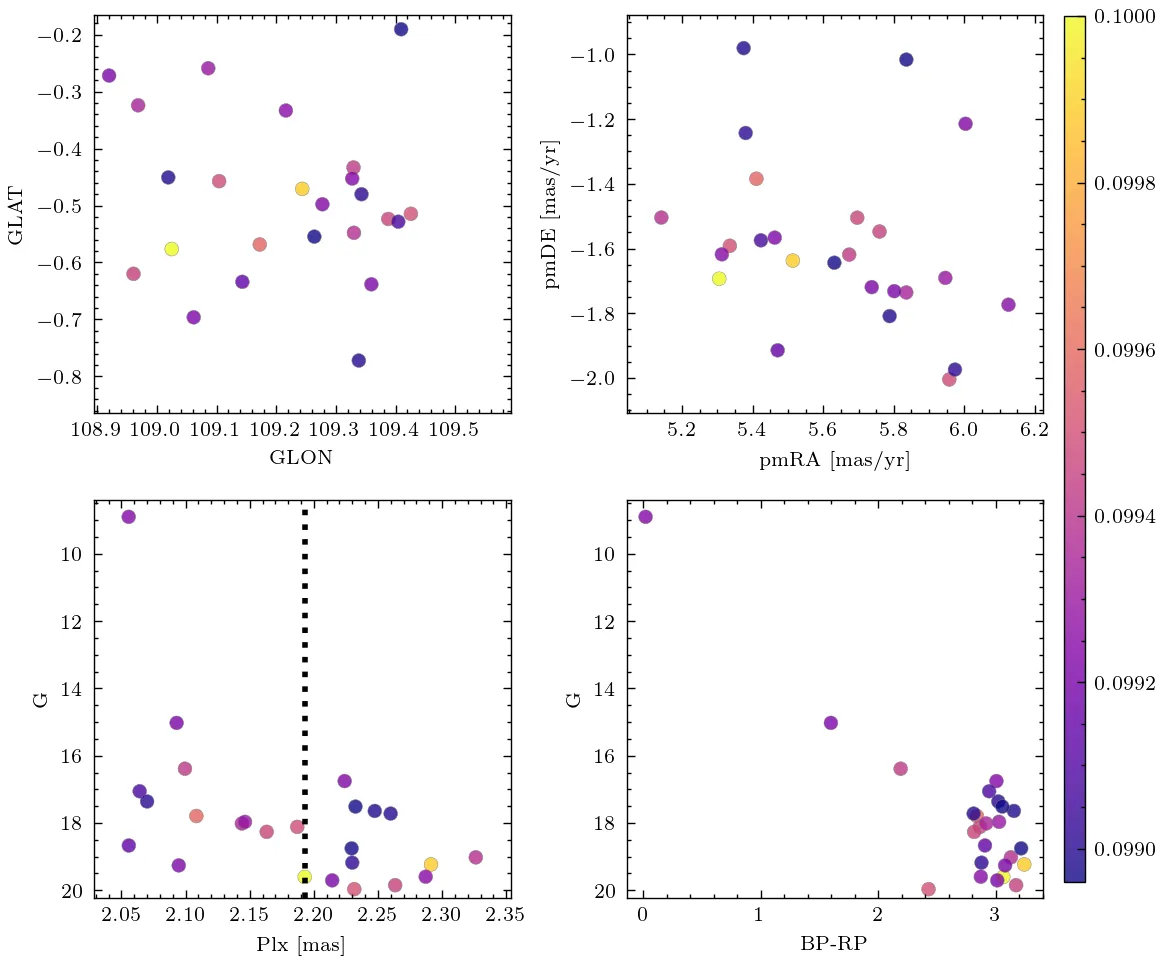 −0.2
−0.3
−0.4
−0.5
−0.6
−0.7
−0.8
GLAT
108.9 109.0 109.1 109.2 109.3 109.4 109.5
GLON
−1.0
−1.2
−1.4
−1.6
−1.8
−2.0
pmDE [mas/yr]
5.2 5.4 5.6 5.8 6.0 6.2
pmRA [mas/yr]
10
12
14
16
18
20
G
2.05 2.10 2.15 2.20 2.25 2.30 2.35
Plx [mas]
10
12
14
16
18
20
G
0 1 2 3
BP-RP
0.1000
0.0998
0.0996
0.0994
0.0992
0.0990